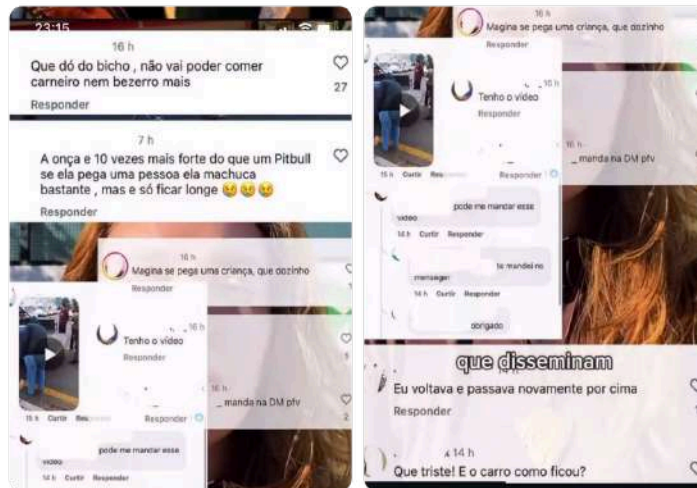 23:15
16 h
Que dó do bicho , não vai poder comer
carneiro nem bezerro mais
27
Responder
7 h
A onça e 10 vezes mais forte do que um Pitbull
se ela pega uma pessoa ela machuca
bastante , mas e só ficar longe 😢😢😢
Responder
16 h
Magina se pega uma criança, que dozinho
Responder
16 h
Tenho o vídeo
Responder
16 h
_ manda na DM pfv
15 h Curtir Responder
2
pode me mandar esse
video
14 h Curtir Responder
16 h
Magina se pega uma criança, que dozinho
Responder
16 h
Tenho o vídeo
Responder
16 h
_ manda na DM pfv
15 h Curtir Responder
pode me mandar esse
video
14 h Curtir Responder
te mandei no
mensager
14 h Curtir Responder
obrigado
que disseminam
Eu voltava e passava novamente por cima
Responder
14 h
Que triste! E o carro como ficou?